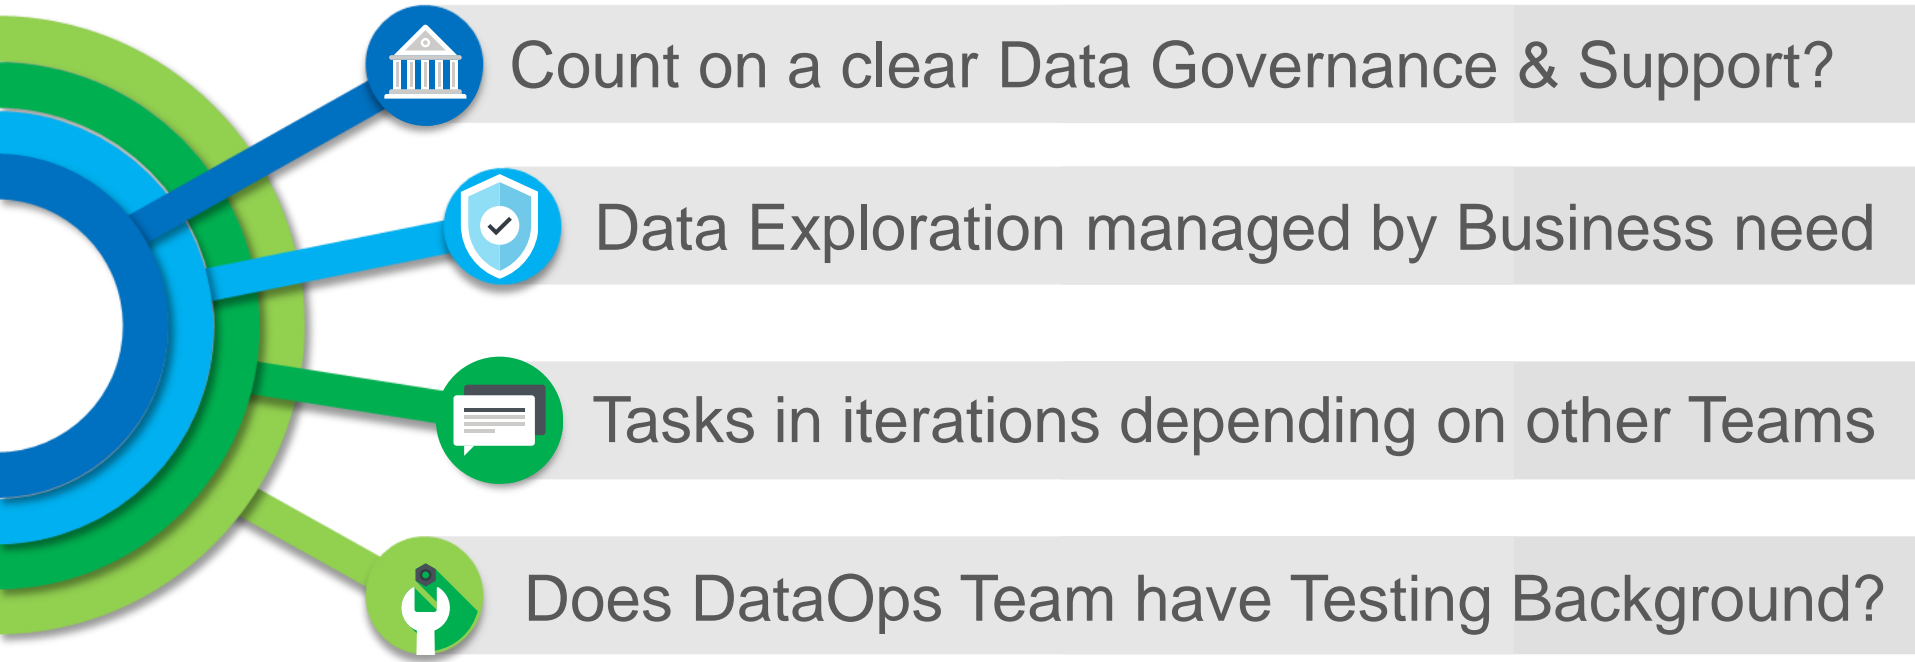 Count on a clear Data Governance & Support?
Data Exploration managed by Business need
Tasks in iterations depending on other Teams
Does DataOps Team have Testing Background?